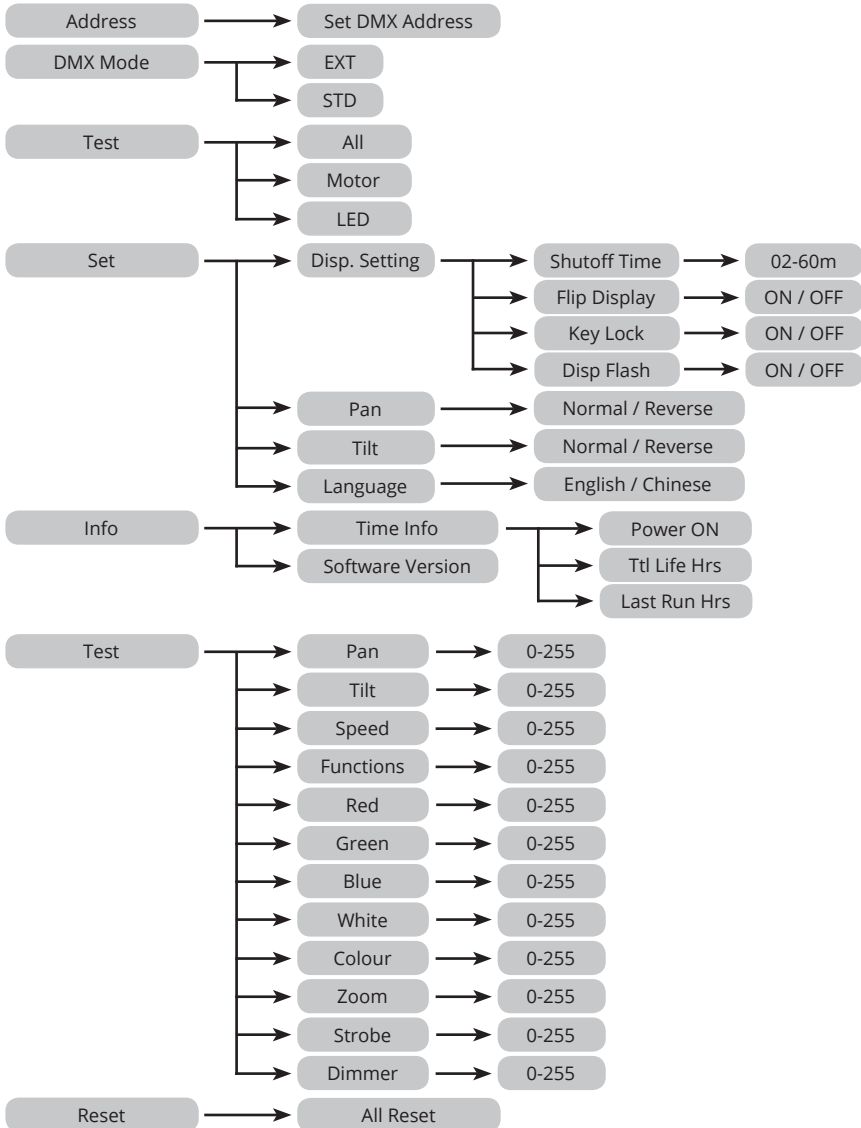 Address Set DMX Address
DMX Mode EXT
STD
Test All
Motor
LED
Set Disp. Setting Shutoff Time 02-60m
Flip Display ON / OFF
Key Lock ON / OFF
Disp Flash ON / OFF
Pan Normal / Reverse
Tilt Normal / Reverse
Language English / Chinese
Info Time Info Power ON
Software Version Ttl Life Hrs
Last Run Hrs
Test Pan 0-255
Tilt 0-255
Speed 0-255
Functions 0-255
Red 0-255
Green 0-255
Blue 0-255
White 0-255
Colour 0-255
Zoom 0-255
Strobe 0-255
Dimmer 0-255
Reset All Reset